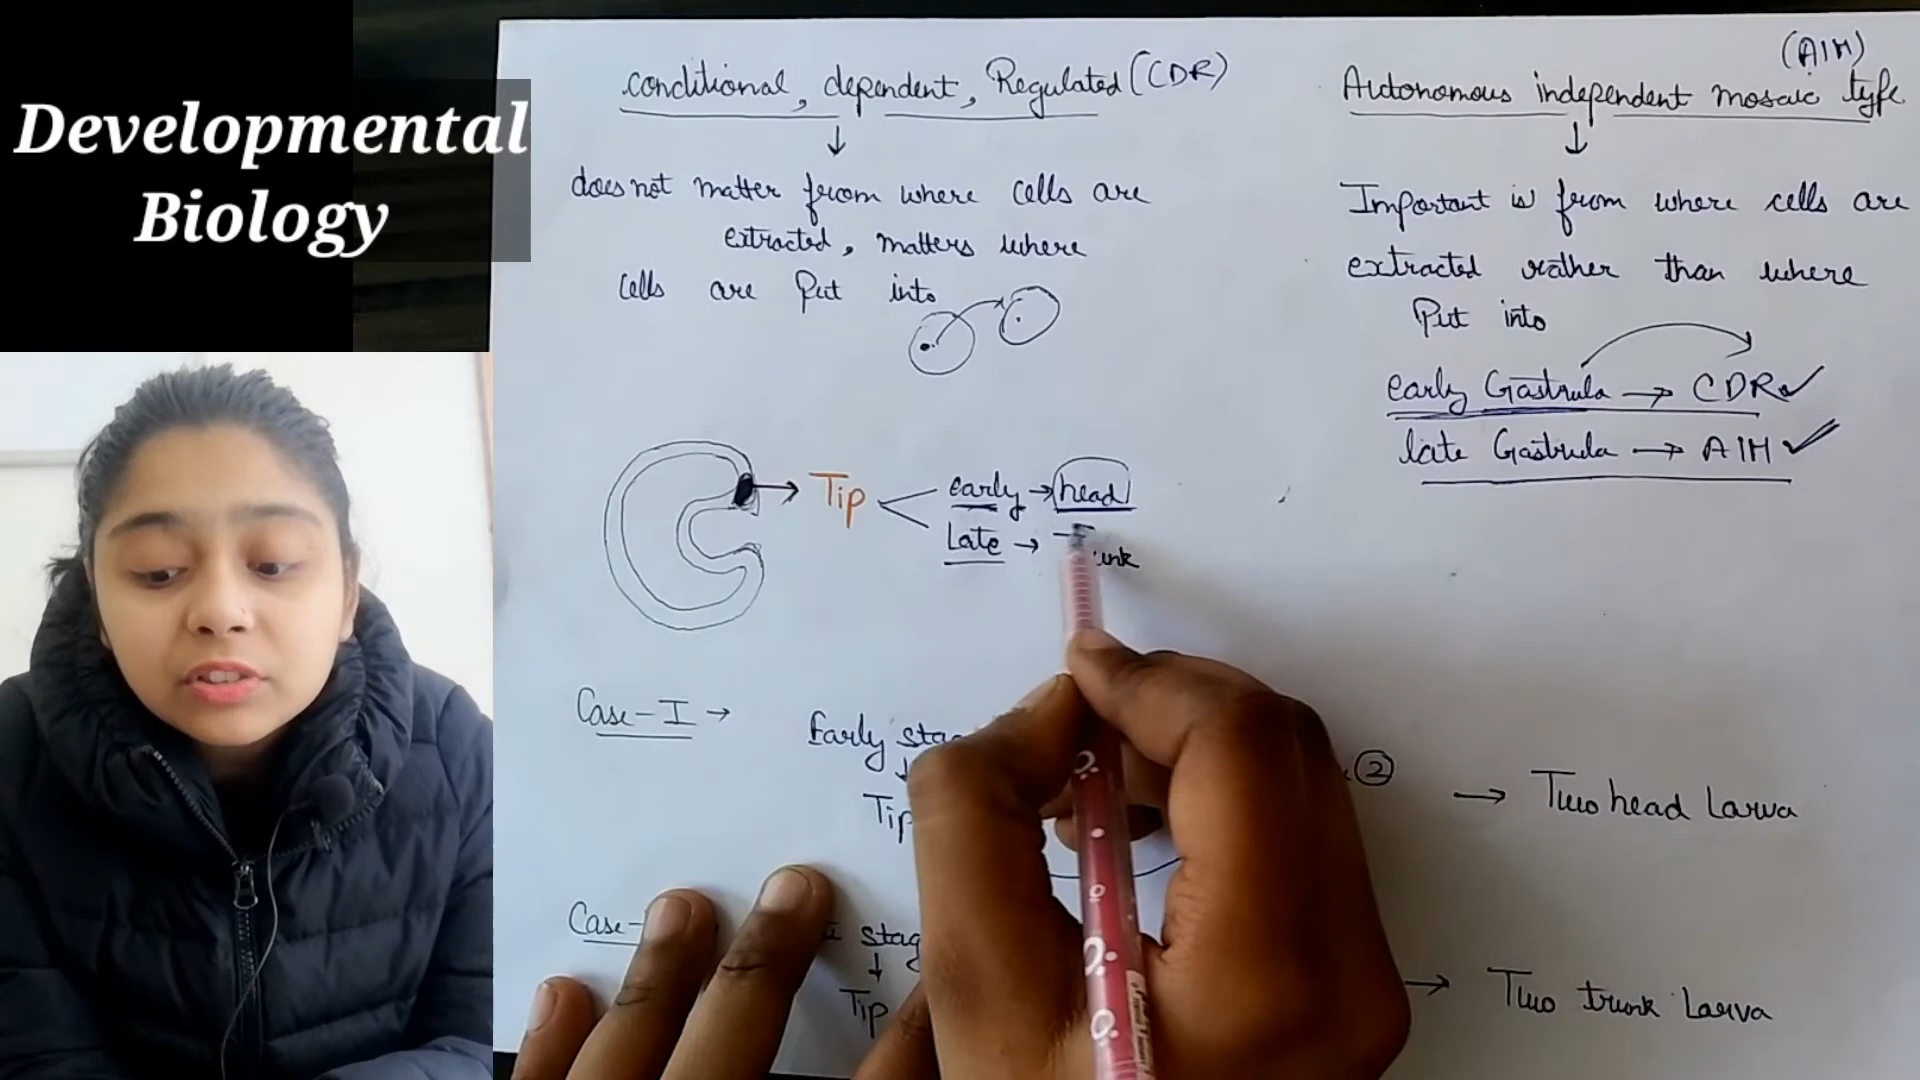 Developmental
Biology
conditional, dependent, Regulated (CDR)
does not matter from where cells are
extracted, matters where
cells are Put into
(AIM)
Autonomous independent mosaic type
Important is from where cells are
extracted rather than where
Put into
early Gastrula → CDR ✓
late Gastrula → AIM ✓
→ Tip
early → head
Late →
Case-I →
Early
Tip
②
→ Two head Larva
Case-
Tip
→ Two trunk Larva